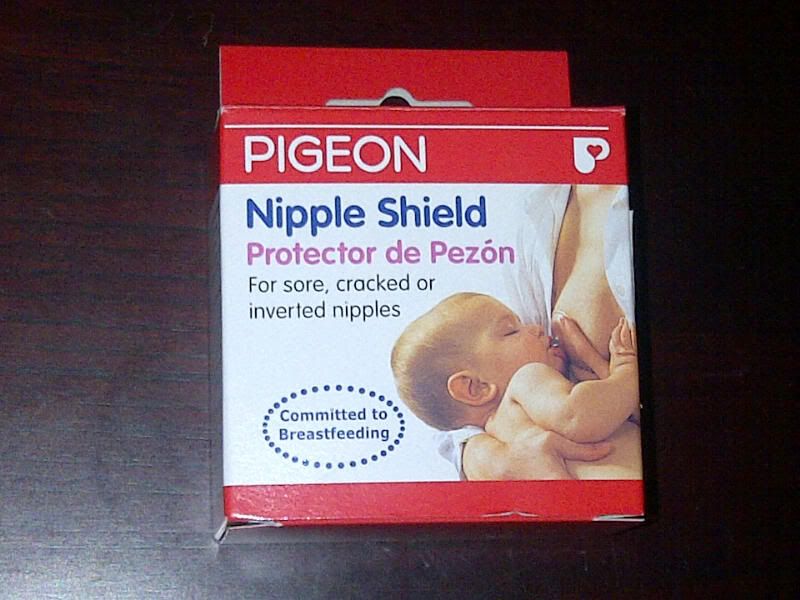 PIGEON
Nipple Shield
Protector de Pezón
For sore, cracked or
inverted nipples
Committed to
Breastfeeding